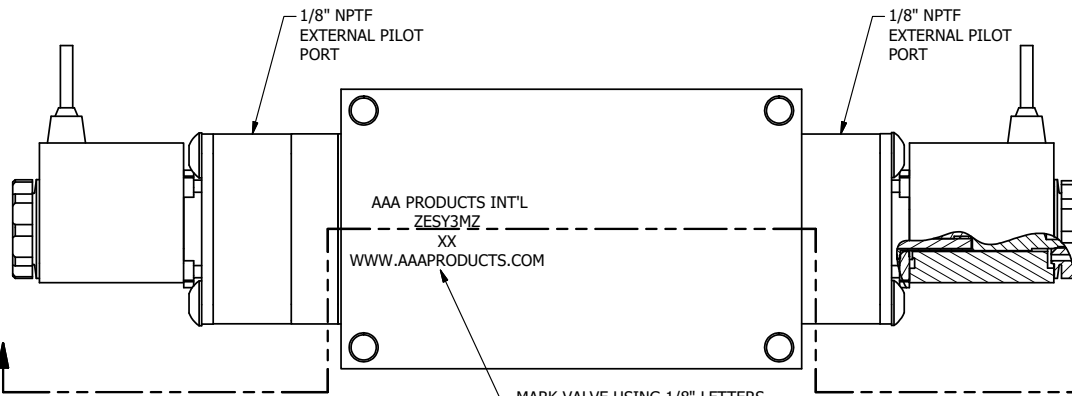 1/8" NPTF
EXTERNAL PILOT
PORT
1/8" NPTF
EXTERNAL PILOT
PORT
AAA PRODUCTS INT'L
ZESY3MZ
XX
WWW.AAAPRODUCTS.COM
MARK VALVE USING 1/8" LETTERS